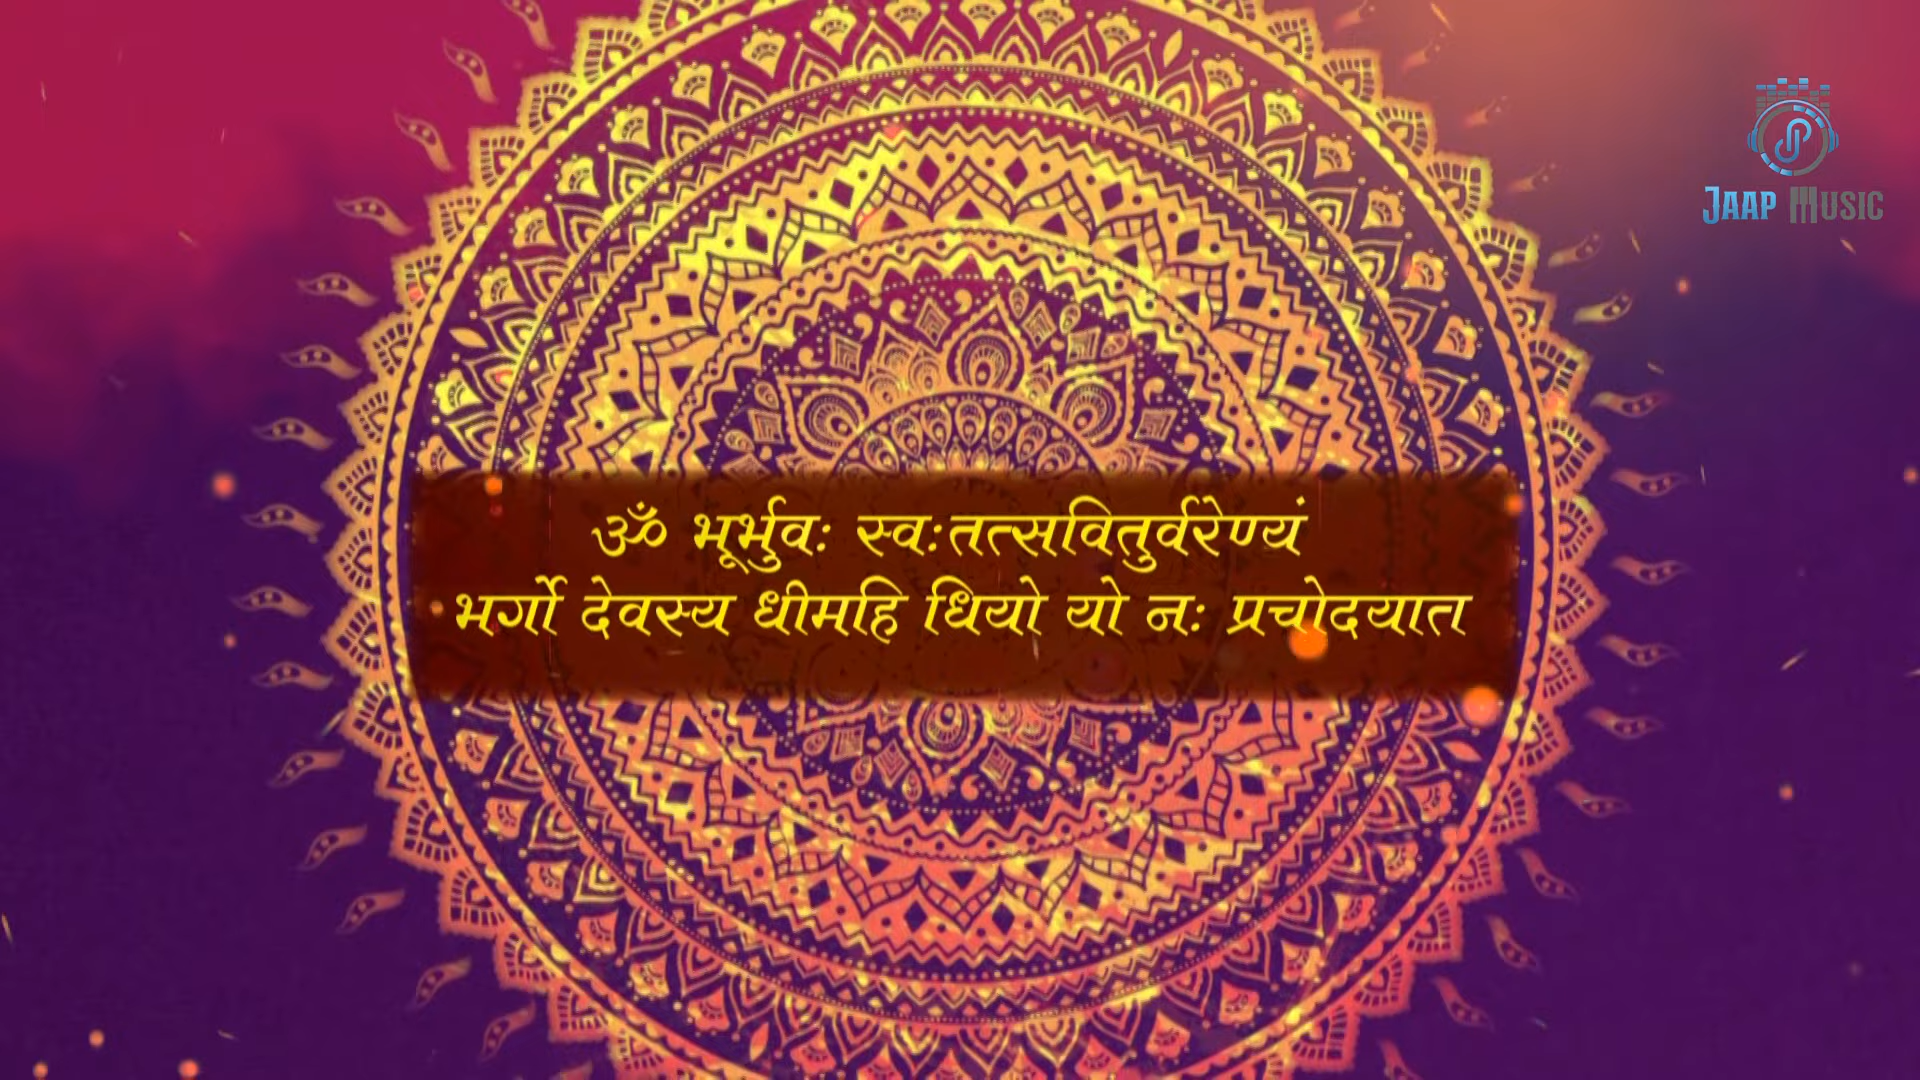 JAAP MUSIC
ॐ भूर्भुवः स्वःतत्सवितुर्वरेण्यं
भर्गो देवस्य धीमहि धियो यो नः प्रचोदयात